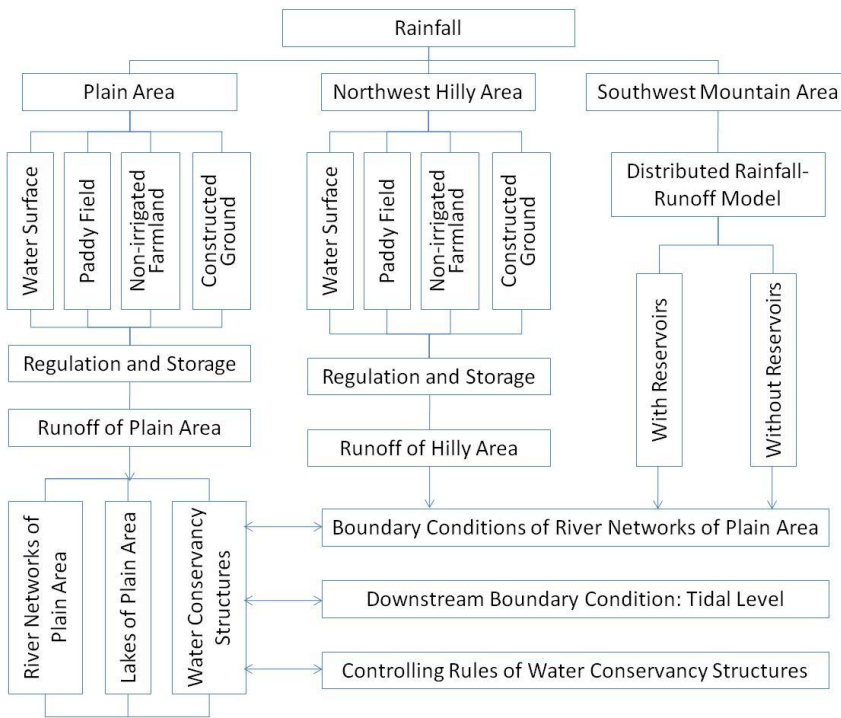 Rainfall
Plain Area
Northwest Hilly Area
Southwest Mountain Area
Water Surface
Paddy Field
Non-irrigated
Farmland
Constructed
Ground
Water Surface
Paddy Field
Non-irrigated
Farmland
Constructed
Ground
Distributed Rainfall-
Runoff Model
With Reservoirs
Without Reservoirs
Regulation and Storage
Regulation and Storage
Runoff of Plain Area
Runoff of Hilly Area
River Networks of
Plain Area
Lakes of Plain Area
Water Conservancy
Structures
Boundary Conditions of River Networks of Plain Area
Downstream Boundary Condition: Tidal Level
Controlling Rules of Water Conservancy Structures